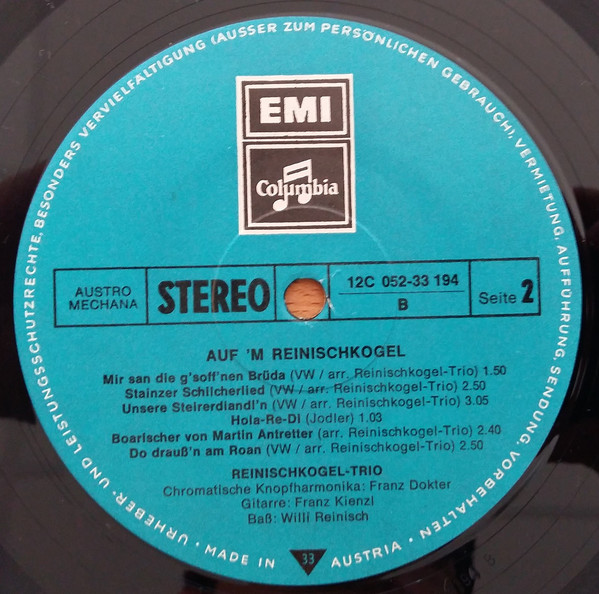 URHEBER- UND LEISTUNGSSCHUTZRECHTE, BESONDERS VERVIELFÄLTIGUNG (AUSSER ZUM PERSÖNLICHEN GEBRAUCH), VERMIETUNG, AUFFÜHRUNG, SENDUNG, VORBEHALTEN •
EMI
Columbia
AUSTRO
MECHANA
STEREO
12C 052-33 194
B
Seite 2
AUF 'M REINISCHKOGEL
Mir san die g'soff'nen Brüda (VW / arr. Reinischkogel-Trio) 1.50
Stainzer Schilcherlied (VW / arr. Reinischkogel-Trio) 2.50
Unsere Steirerdiandl'n (VW / arr. Reinischkogel-Trio) 3.05
Hola-Re-Di (Jodler) 1.03
Boarischer von Martin Antretter (arr. Reinischkogel-Trio) 2.40
Do drauß'n am Roan (VW / arr. Reinischkogel-Trio) 2.50
REINISCHKOGEL-TRIO
Chromatische Knopfharmonika: Franz Dokter
Gitarre: Franz Kienzl
Baß: Willi Reinisch
MADE IN 33 AUSTRIA •